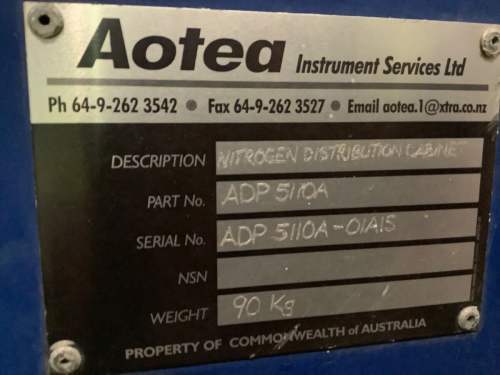 Aotea Instrument Services Ltd
Ph 64-9-262 3542 • Fax 64-9-262 3527 • Email aotea.1@xtra.co.nz
DESCRIPTION NITROGEN DISTRIBUTION CABINET
PART No. ADP 5110A
SERIAL No. ADP 5110A-01A15
NSN
WEIGHT 90 Kg
PROPERTY OF COMMONWEALTH of AUSTRALIA